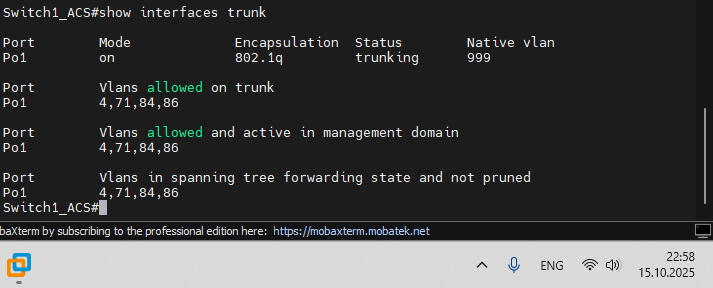 Switch1_ACS#show interfaces trunk
Port Mode Encapsulation Status Native vlan
Po1 on 802.1q trunking 999
Port Vlans allowed on trunk
Po1 4,71,84,86
Port Vlans allowed and active in management domain
Po1 4,71,84,86
Port Vlans in spanning tree forwarding state and not pruned
Po1 4,71,84,86
Switch1_ACS#
baXterm by subscribing to the professional edition here: https://mobaxterm.mobatek.net
ENG 22:58
15.10.2025